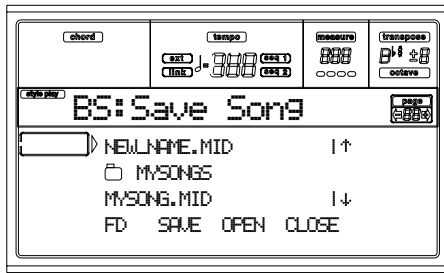 chord tempo measure transpose
ext seq 1
link seq 2
octave
style play page
BS:Save Song
NEW_NAME.MID |↑
MYSONGS
MYSONG.MID |↓
FD SAVE OPEN CLOSE